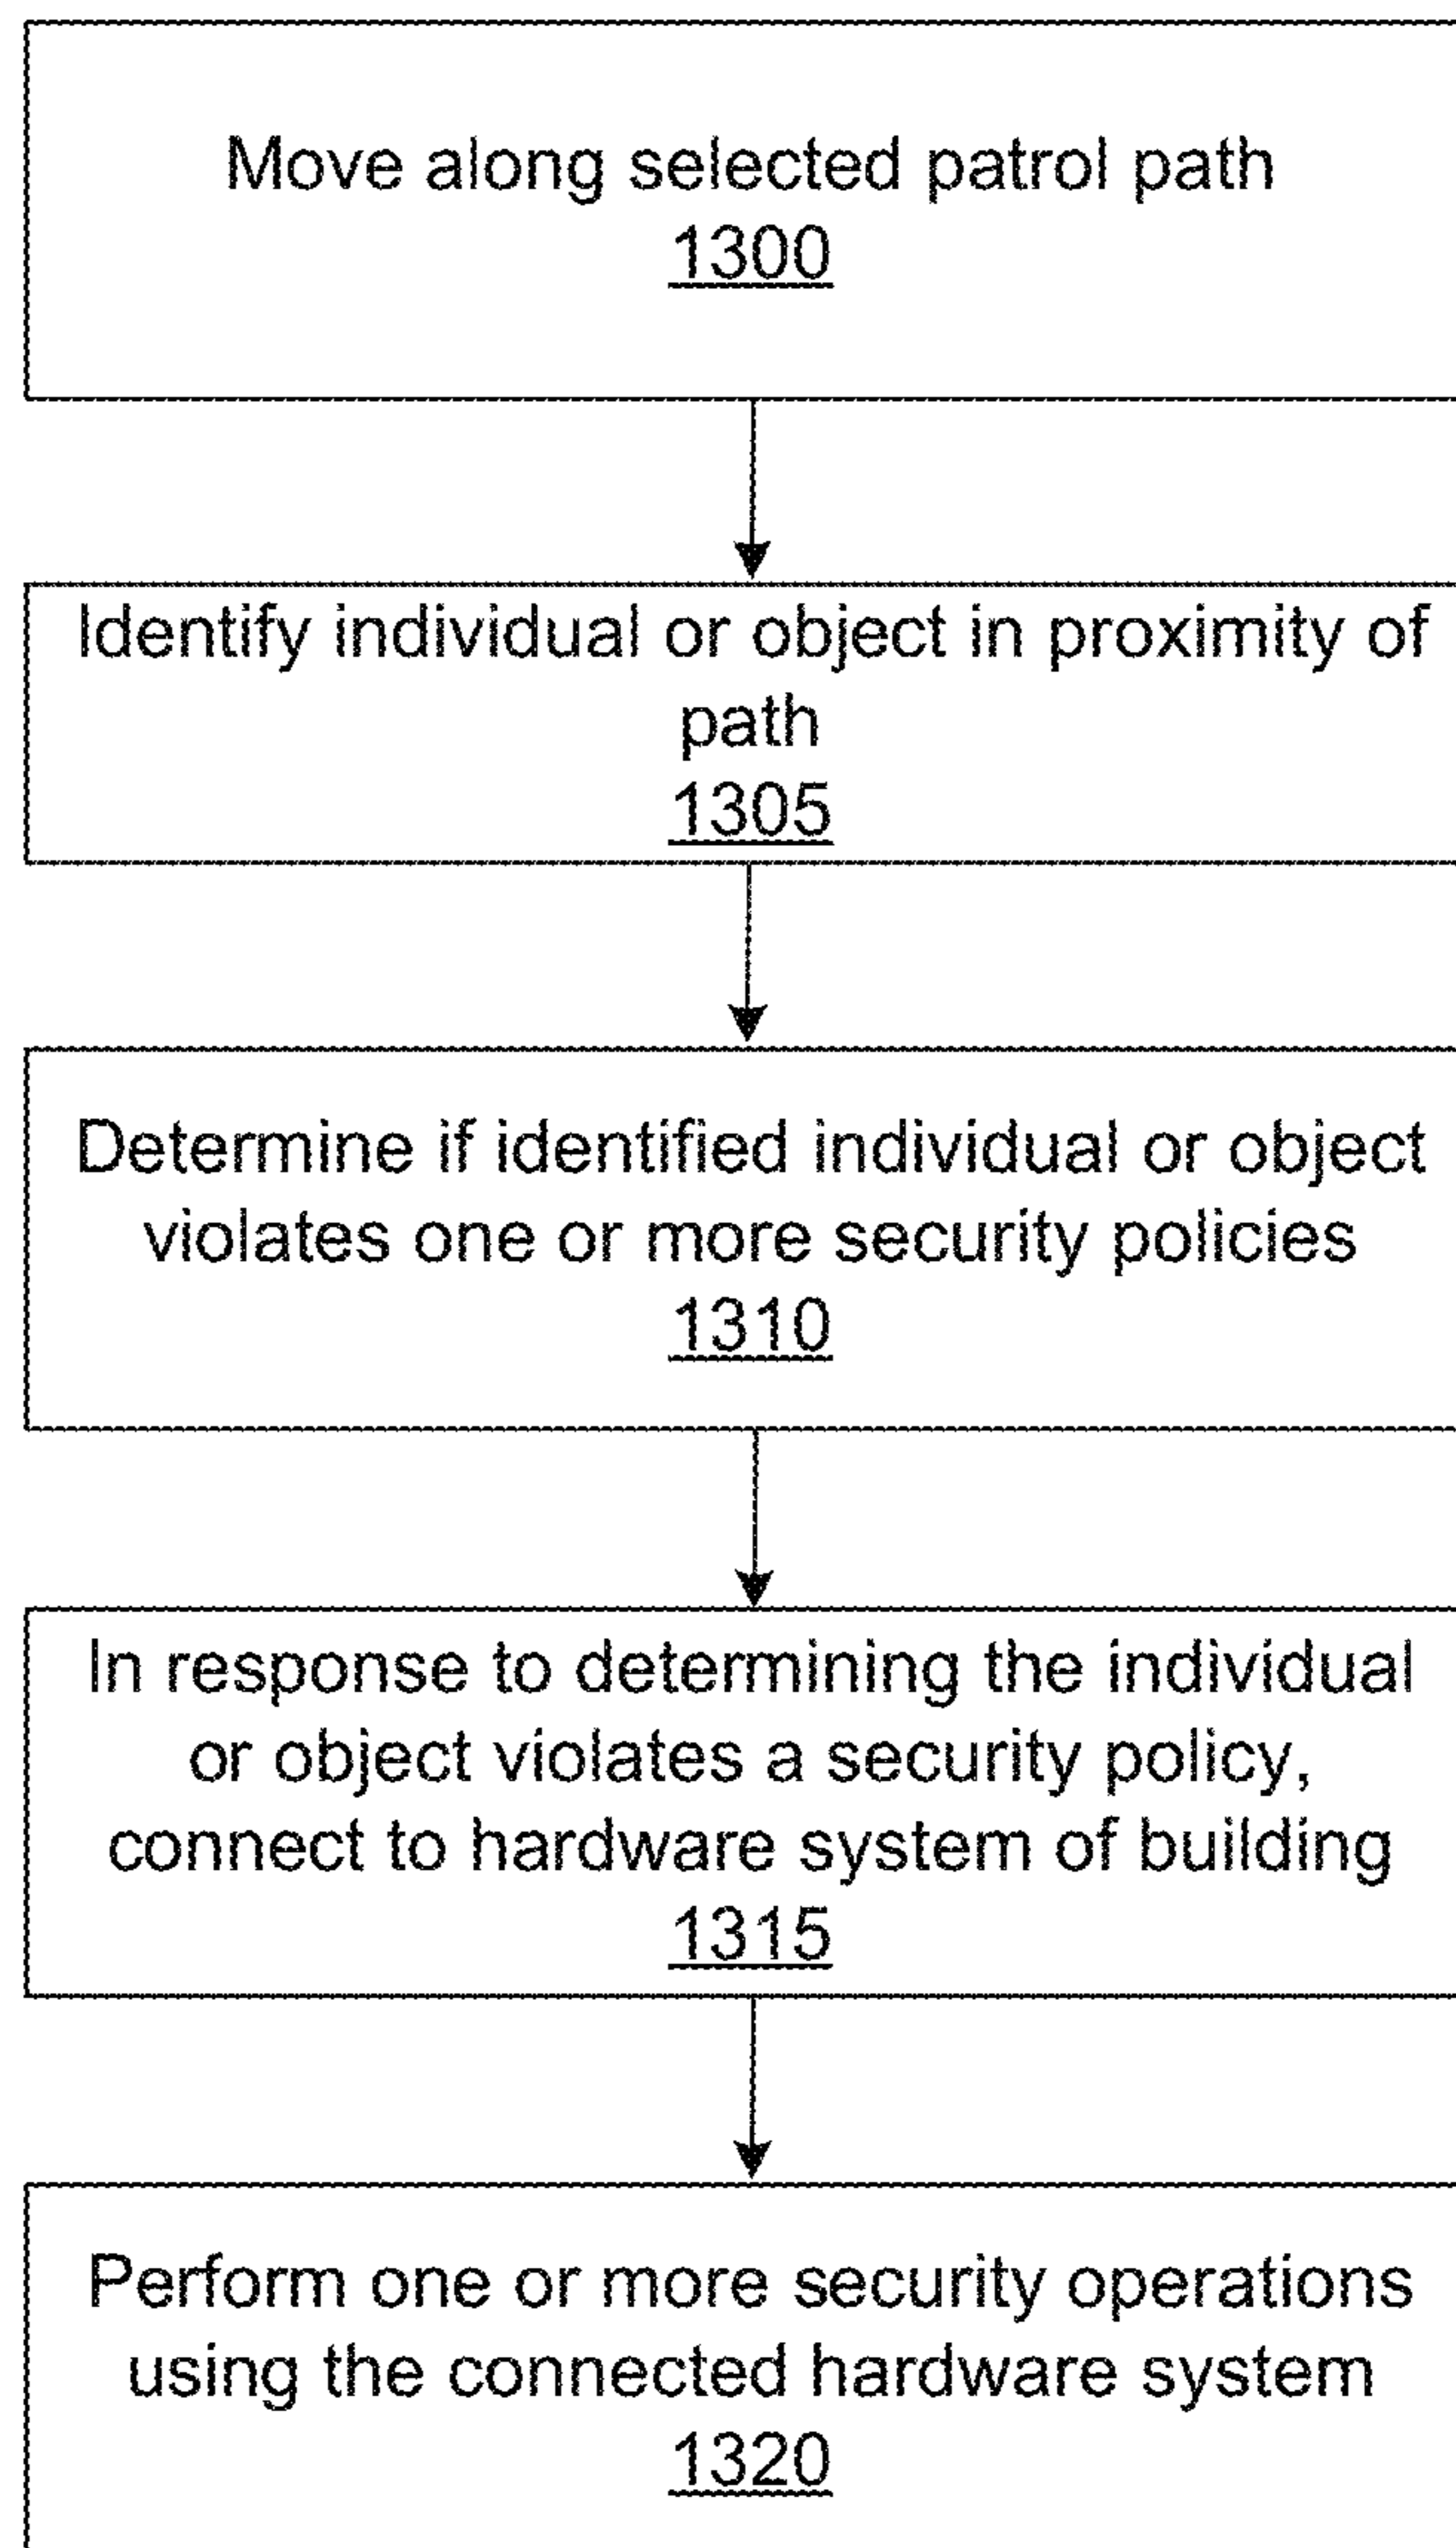 Move along selected patrol path
1300
Identify individual or object in proximity of
path
1305
Determine if identified individual or object
violates one or more security policies
1310
In response to determining the individual
or object violates a security policy,
connect to hardware system of building
1315
Perform one or more security operations
using the connected hardware system
1320